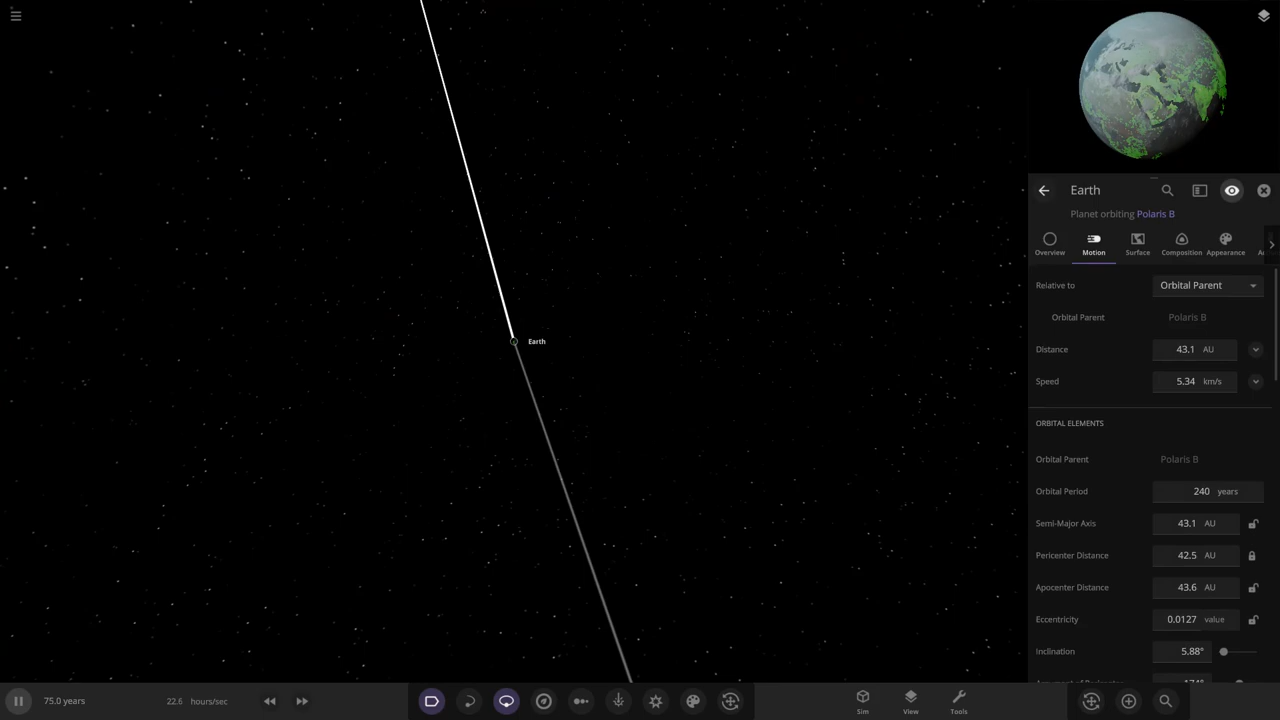 Earth
Earth
Planet orbiting Polaris B
Overview
Motion
Surface
Composition
Appearance
Relative to
Orbital Parent
Orbital Parent
Polaris B
Distance
43.1 AU
Speed
5.34 km/s
ORBITAL ELEMENTS
Orbital Parent
Polaris B
Orbital Period
240 years
Semi-Major Axis
43.1 AU
Pericenter Distance
42.5 AU
Apocenter Distance
43.6 AU
Eccentricity
0.0127 value
Inclination
5.88°
75.0 years
22.6 hours/sec
Sim
View
Tools